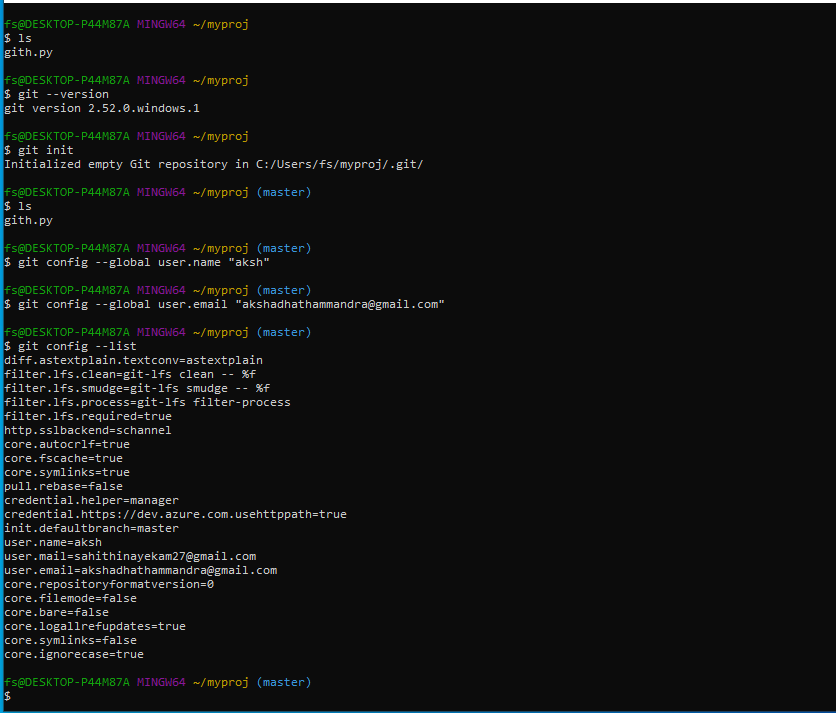 fs@DESKTOP-P44M87A MINGW64 ~/myproj
$ ls
gith.py
fs@DESKTOP-P44M87A MINGW64 ~/myproj
$ git --version
git version 2.52.0.windows.1
fs@DESKTOP-P44M87A MINGW64 ~/myproj
$ git init
Initialized empty Git repository in C:/Users/fs/myproj/.git/
fs@DESKTOP-P44M87A MINGW64 ~/myproj (master)
$ ls
gith.py
fs@DESKTOP-P44M87A MINGW64 ~/myproj (master)
$ git config --global user.name "aksh"
fs@DESKTOP-P44M87A MINGW64 ~/myproj (master)
$ git config --global user.email "akshadhathammandra@gmail.com"
fs@DESKTOP-P44M87A MINGW64 ~/myproj (master)
$ git config --list
diff.astextplain.textconv=astextplain
filter.lfs.clean=git-lfs clean -- %f
filter.lfs.smudge=git-lfs smudge -- %f
filter.lfs.process=git-lfs filter-process
filter.lfs.required=true
http.sslbackend=schannel
core.autocrlf=true
core.fscache=true
core.symlinks=true
pull.rebase=false
credential.helper=manager
credential.https://dev.azure.com.usehttppath=true
init.defaultbranch=master
user.name=aksh
user.mail=sahithinayekam27@gmail.com
user.email=akshadhathammandra@gmail.com
core.repositoryformatversion=0
core.filemode=false
core.bare=false
core.logallrefupdates=true
core.symlinks=false
core.ignorecase=true
fs@DESKTOP-P44M87A MINGW64 ~/myproj (master)
$